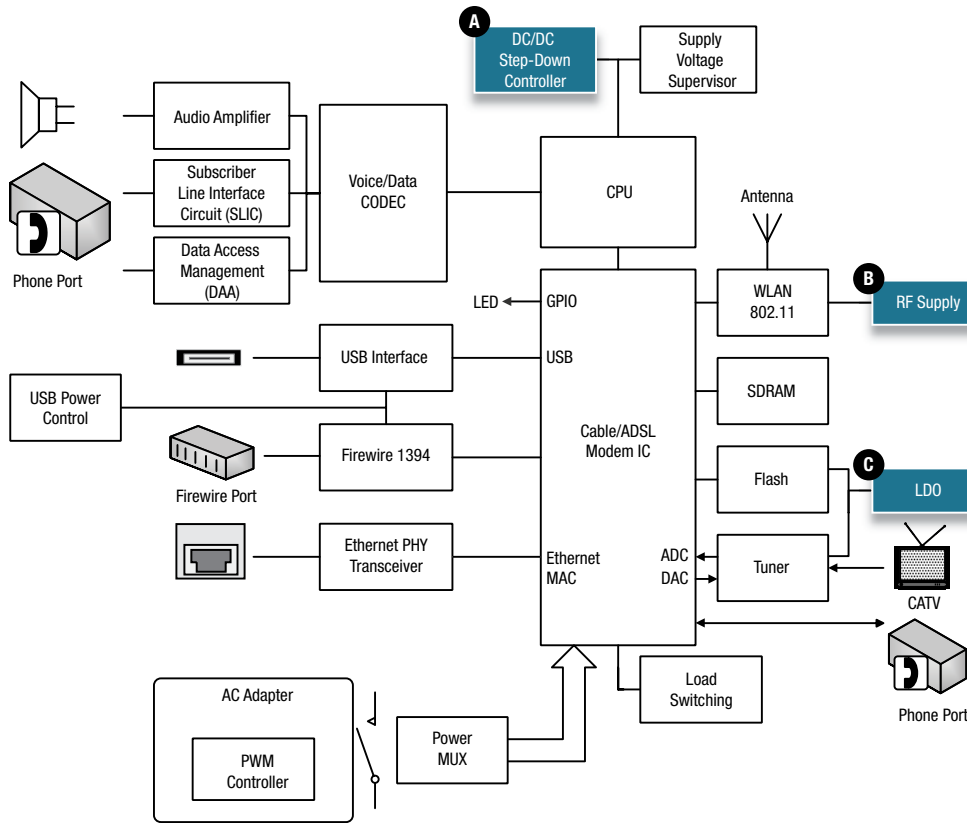 A
DC/DC
Step-Down
Controller
Supply
Voltage
Supervisor
Audio Amplifier
Subscriber
Line Interface
Circuit (SLIC)
Data Access
Management
(DAA)
Phone Port
Voice/Data
CODEC
CPU
Antenna
LED
GPIO
WLAN
802.11
B
RF Supply
USB Interface
USB
USB Power
Control
SDRAM
Cable/ADSL
Modem IC
Firewire 1394
Firewire Port
Flash
C
LDO
Ethernet PHY
Transceiver
Ethernet
MAC
ADC
DAC
Tuner
CATV
Phone Port
Load
Switching
AC Adapter
PWM
Controller
Power
MUX